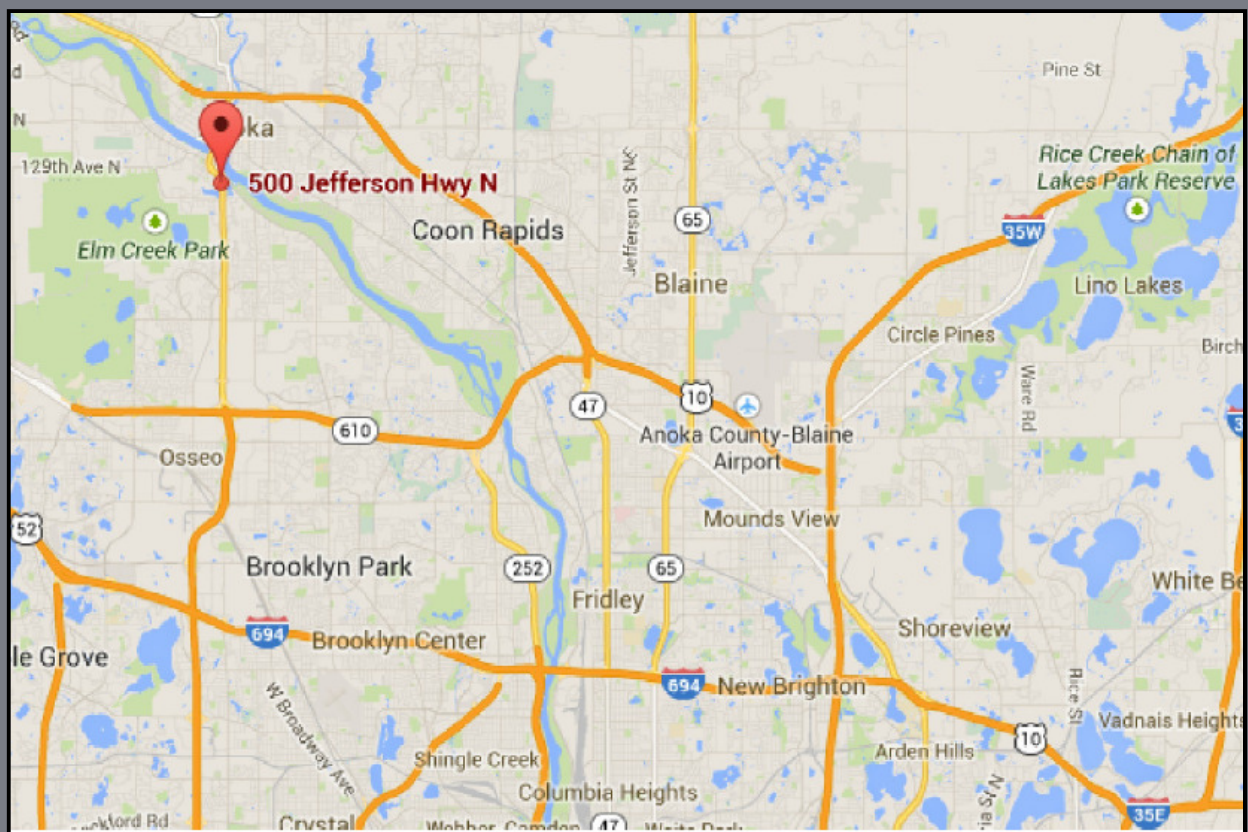 Pine St
N
Rice Creek Chain of
Lakes Park Reserve
129th Ave N
500 Jefferson Hwy N
Jefferson St NE
65
Coon Rapids
35W
Elm Creek Park
Blaine
Lino Lakes
Circle Pines
Birch
Ware Rd
10
47
610
Anoka County-Blaine
Airport
Osseo
Mounds View
52
Brooklyn Park
252
65
White Be
Fridley
694
Brooklyn Center
Shoreview
le Grove
694
New Brighton
Rice St
W Broadway Ave
Vadnais Heights
10
Arden Hills
Shingle Creek
Columbia Heights
35E
Crystal
47